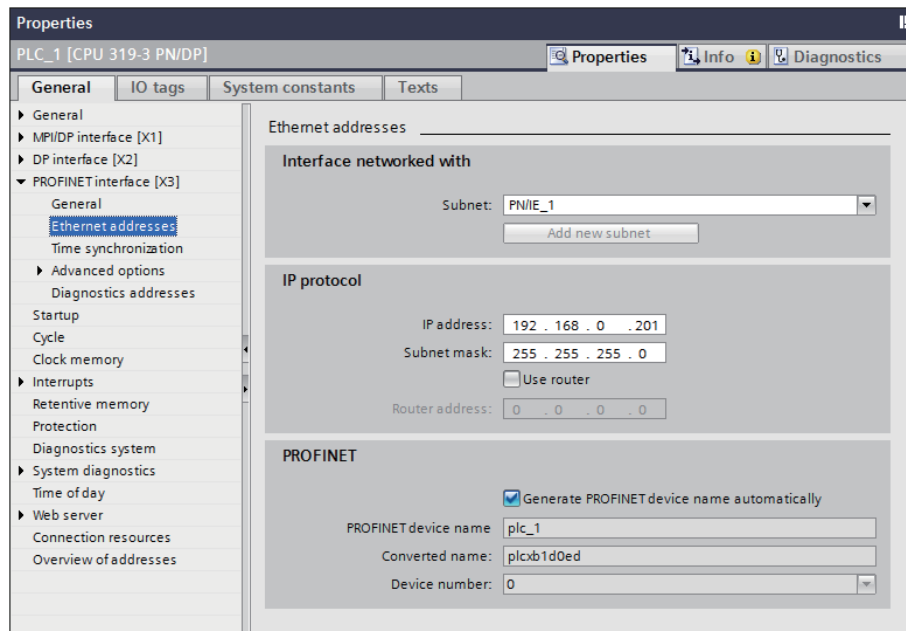 Properties
PLC_1 [CPU 319-3 PN/DP]
Properties
Info
Diagnostics
General
IO tags
System constants
Texts
General
MPI/DP interface [X1]
DP interface [X2]
PROFINET interface [X3]
General
Ethernet addresses
Time synchronization
Advanced options
Diagnostics addresses
Startup
Cycle
Clock memory
Interrupts
Retentive memory
Protection
Diagnostics system
System diagnostics
Time of day
Web server
Connection resources
Overview of addresses
Ethernet addresses
Interface networked with
Subnet: PN/IE_1
Add new subnet
IP protocol
IP address: 192 . 168 . 0 . 201
Subnet mask: 255 . 255 . 255 . 0
Use router
Router address: 0 . 0 . 0 . 0
PROFINET
Generate PROFINET device name automatically
PROFINET device name plc_1
Converted name: plcxb1d0ed
Device number: 0